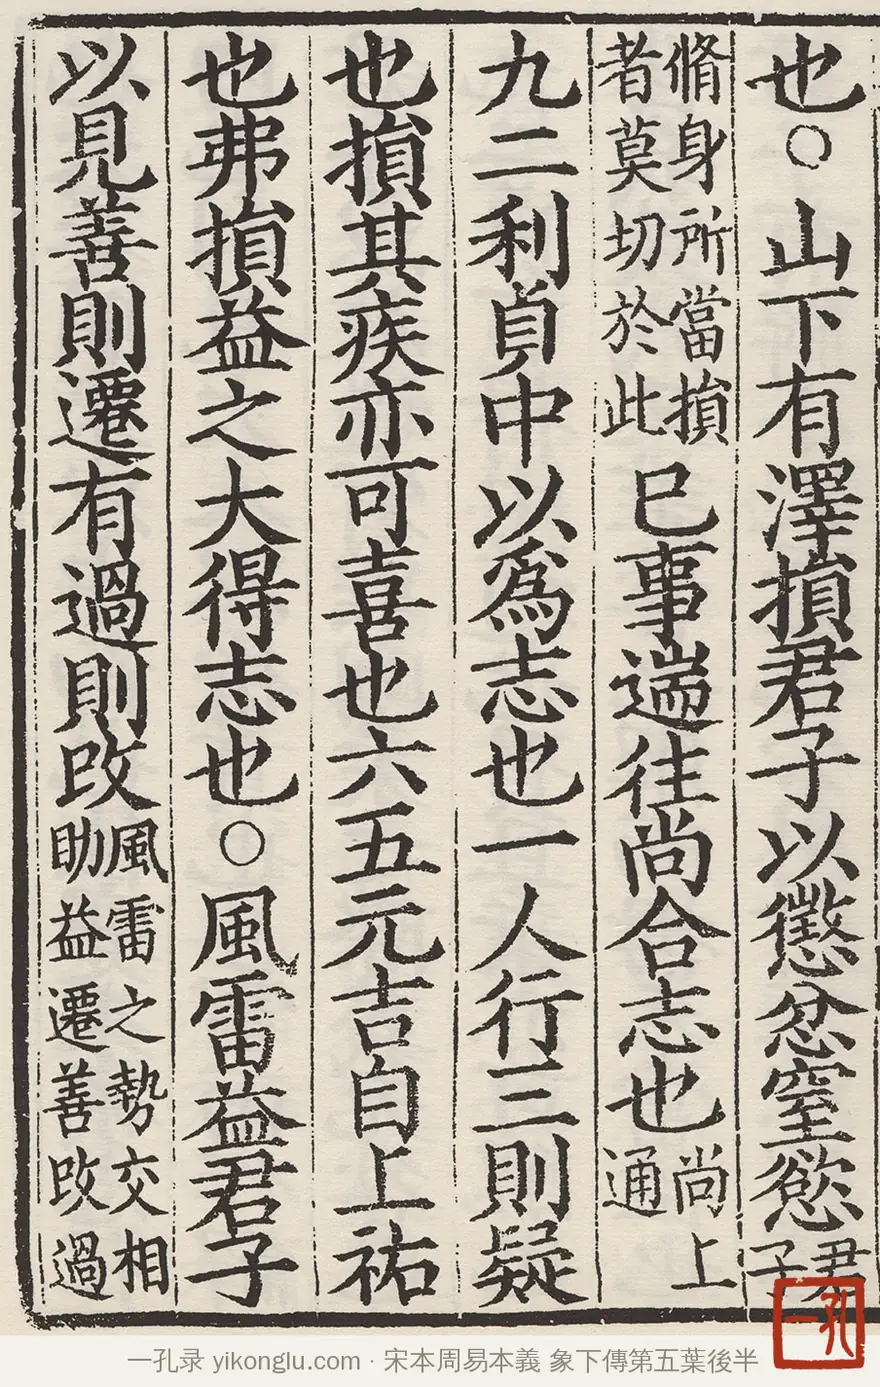 也○山下有澤損君子以懲忿窒慾君子
脩身所當損者莫切於此已事遄往尚合志也尚上通
九二利貞中以爲志也一人行三則疑
也損其疾亦可喜也六五元吉自上祐
也弗損益之大得志也○風雷益君子
以見善則遷有過則改風雷之勢交相助益遷善改過
一孔
一孔录 yikonglu.com · 宋本周易本義 象下傳第五葉後半